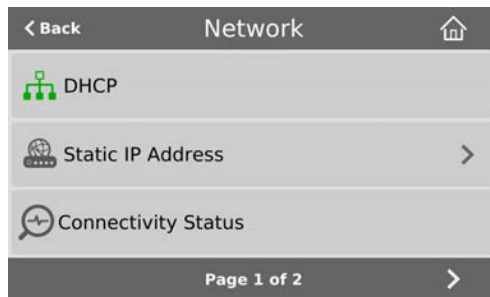 Back Network
DHCP
Static IP Address
Connectivity Status
Page 1 of 2